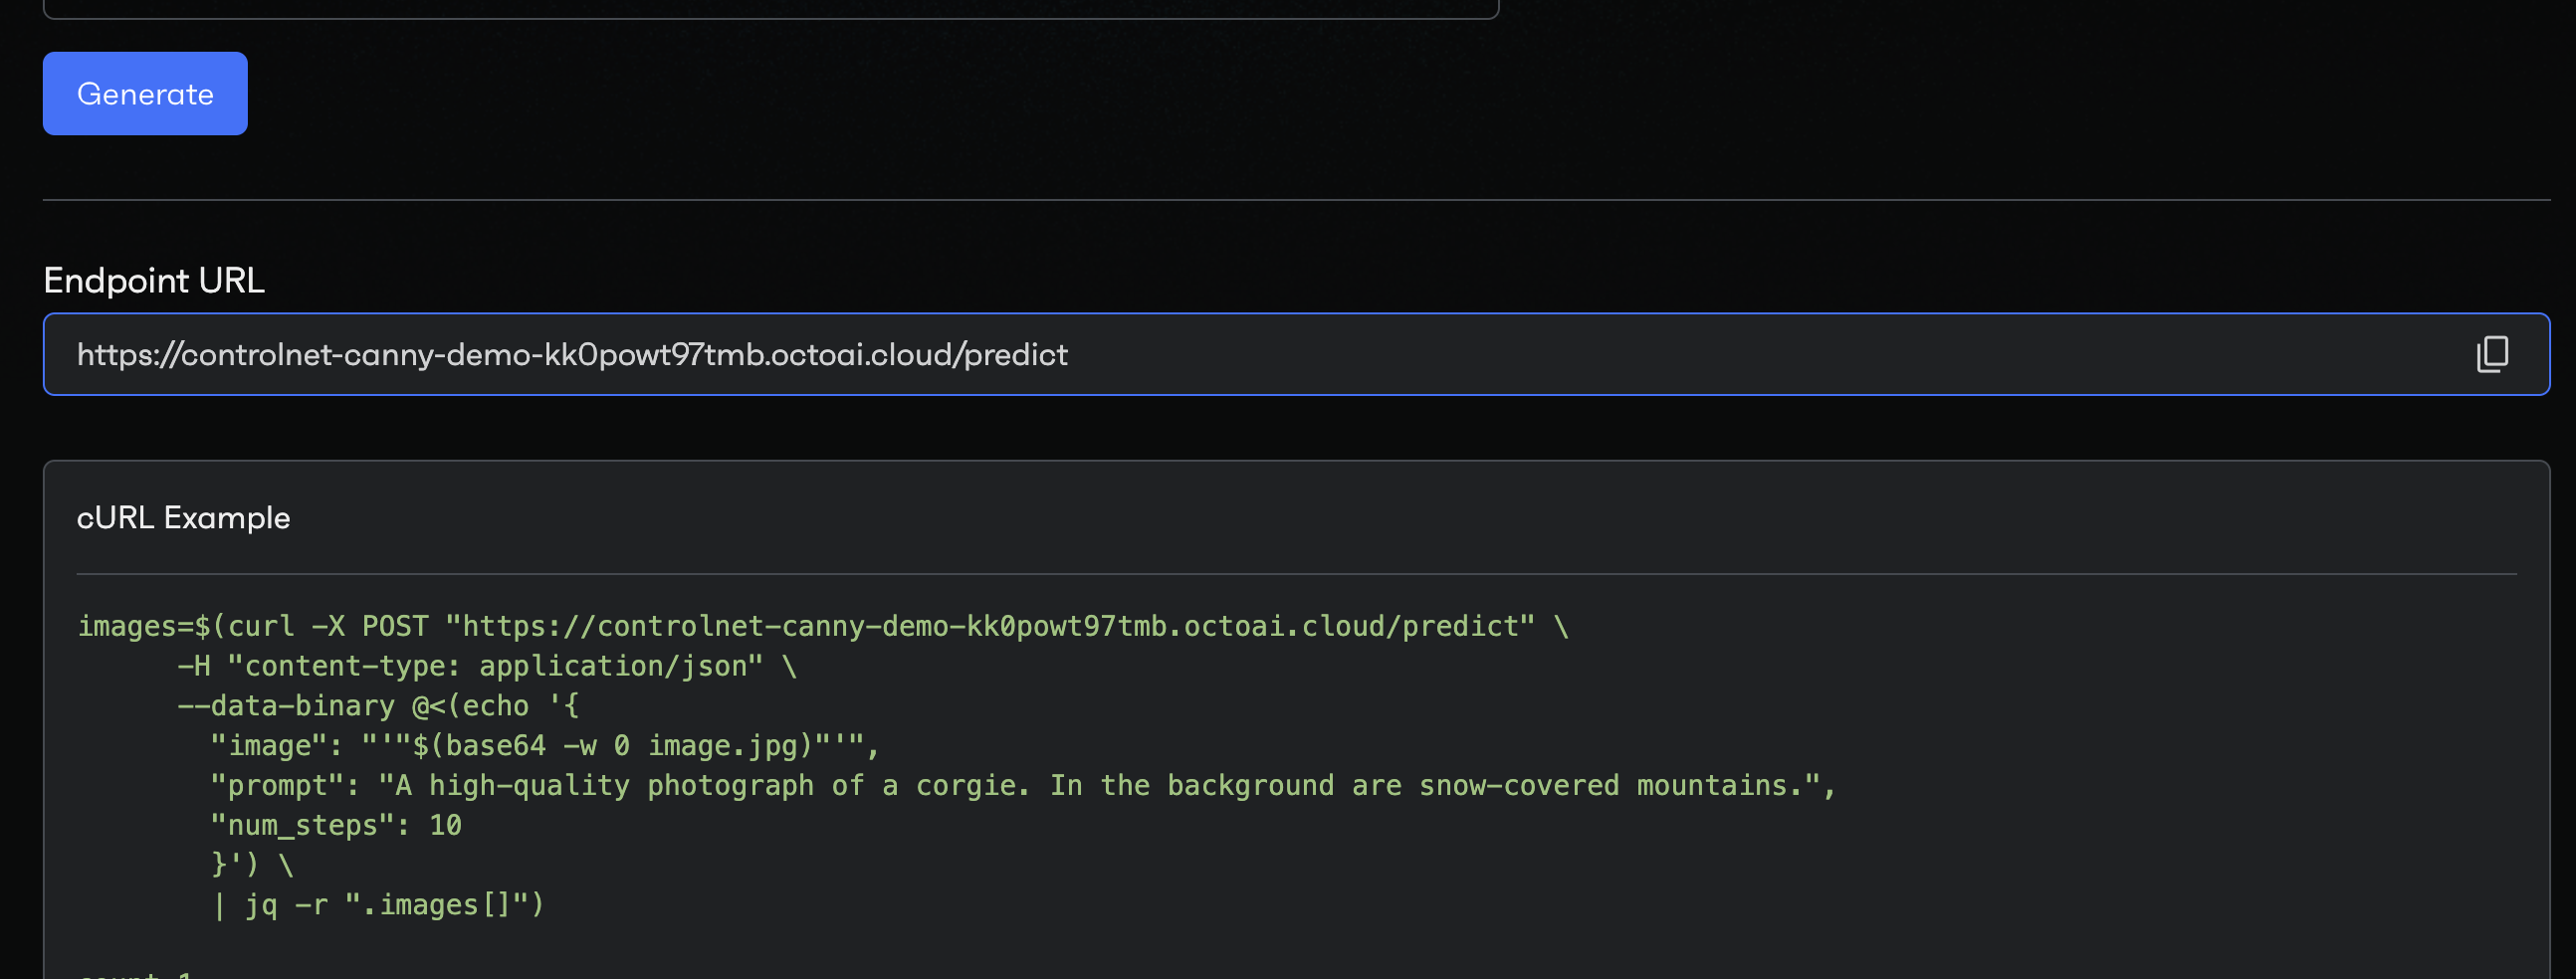 Generate
Endpoint URL
https://controlnet-canny-demo-kk0powt97tmb.octoai.cloud/predict
cURL Example
images=$(curl -X POST "https://controlnet-canny-demo-kk0powt97tmb.octoai.cloud/predict" \
      -H "content-type: application/json" \
      --data-binary @<(echo '{
        "image": "'"$(base64 -w 0 image.jpg)"'",
        "prompt": "A high-quality photograph of a corgie. In the background are snow-covered mountains.",
        "num_steps": 10
        }') \
        | jq -r ".images[]")